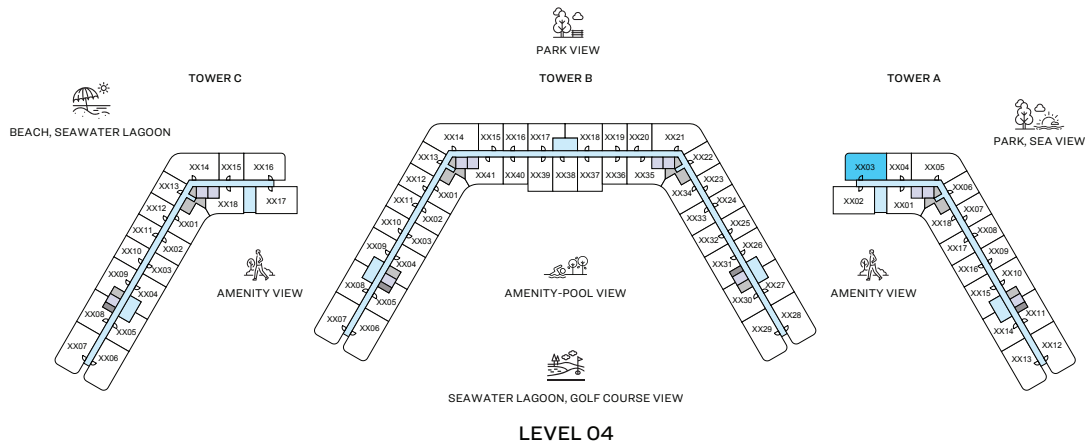 PARK VIEW
TOWER C
TOWER B
TOWER A
BEACH, SEAWATER LAGOON
PARK, SEA VIEW
XX14
XX15
XX16
XX13
XX17
XX18
XX01
XX12
XX02
XX11
XX03
XX10
XX04
XX09
XX05
XX08
XX06
XX07
XX14
XX15
XX16
XX17
XX18
XX19
XX20
XX21
XX13
XX22
XX41
XX40
XX39
XX38
XX37
XX36
XX35
XX12
XX01
XX34
XX23
XX11
XX02
XX33
XX24
XX10
XX03
XX32
XX25
XX09
XX04
XX31
XX26
XX08
XX05
XX30
XX27
XX07
XX06
XX29
XX28
XX03
XX04
XX05
XX02
XX01
XX06
XX18
XX07
XX17
XX08
XX16
XX09
XX15
XX10
XX14
XX11
XX13
XX12
AMENITY VIEW
AMENITY-POOL VIEW
AMENITY VIEW
SEAWATER LAGOON, GOLF COURSE VIEW
LEVEL 04